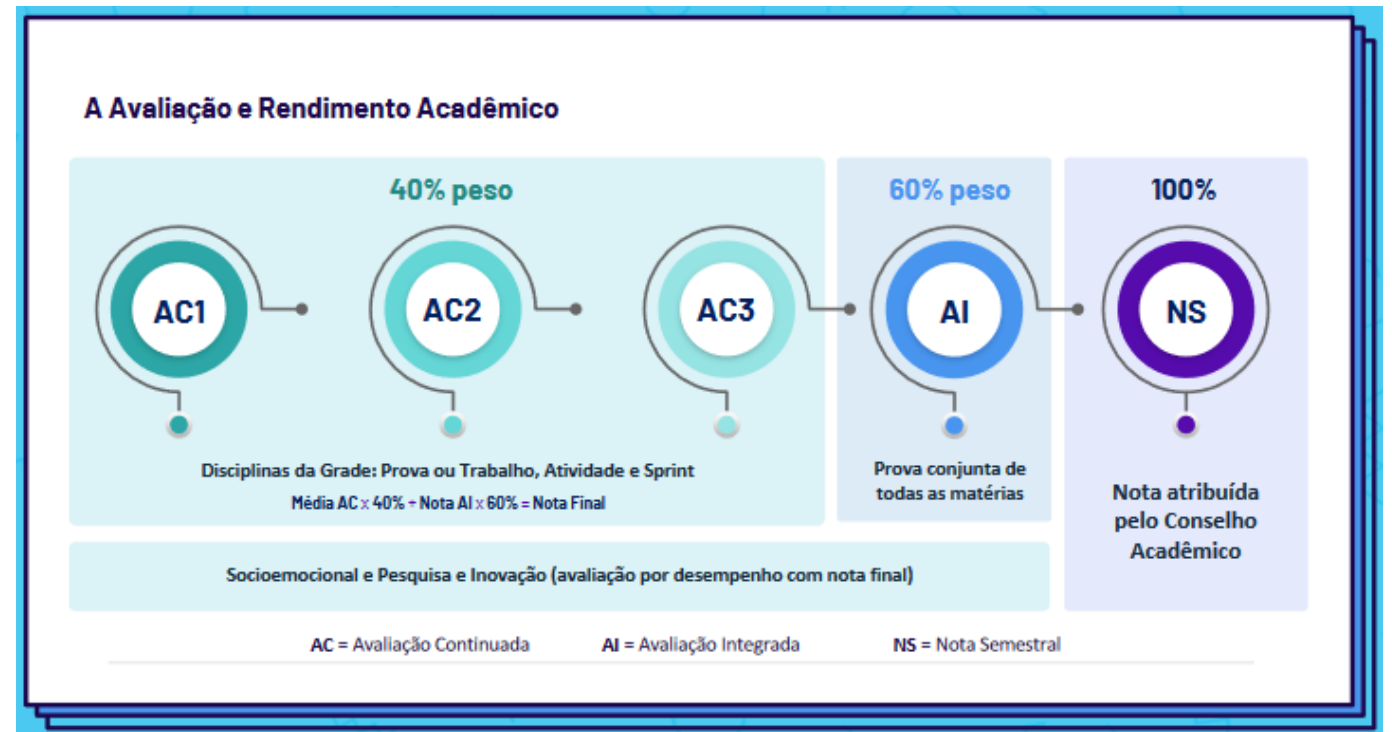 A Avaliação e Rendimento Acadêmico
40% peso
60% peso
100%
AC1
AC2
AC3
AI
NS
Disciplinas da Grade: Prova ou Trabalho, Atividade e Sprint
Média AC x 40% + Nota AI x 60% = Nota Final
Prova conjunta de
todas as matérias
Nota atribuída
pelo Conselho
Acadêmico
Socioemocional e Pesquisa e Inovação (avaliação por desempenho com nota final)
AC = Avaliação Continuada
AI = Avaliação Integrada
NS = Nota Semestral